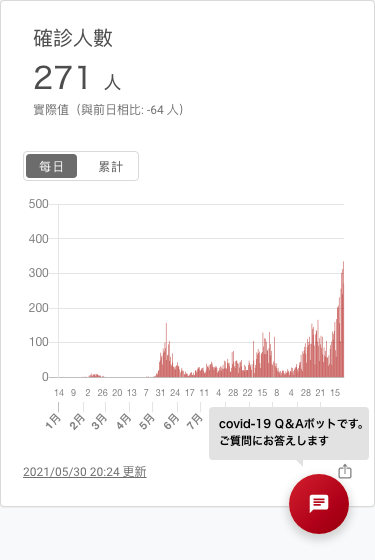 確診人數
271 人
實際值（與前日相比: -64 人）
每日 累計
500
400
300
200
100
0
14 9 2 26 20 13 7 31 24 17 11 4 28 22 15 8 4 28 21 15
1月 2月 3月 4月 5月 6月 7月
covid-19 Q&Aボットです。
ご質問にお答えします
2021/05/30 20:24 更新